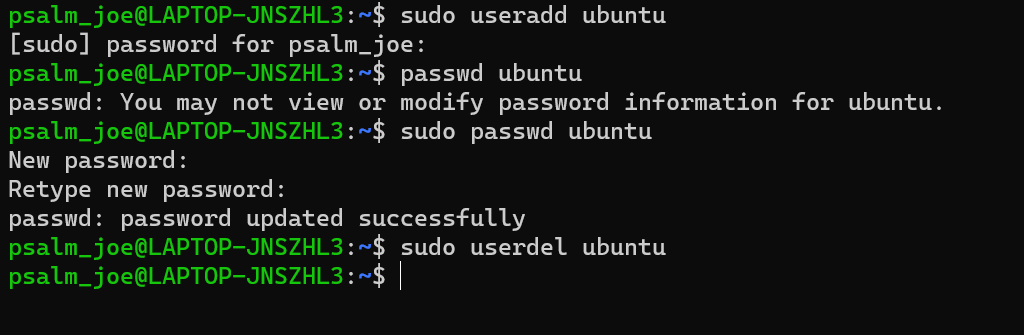 psalm_joe@LAPTOP-JNSZHL3:~$ sudo useradd ubuntu
[sudo] password for psalm_joe:
psalm_joe@LAPTOP-JNSZHL3:~$ passwd ubuntu
passwd: You may not view or modify password information for ubuntu.
psalm_joe@LAPTOP-JNSZHL3:~$ sudo passwd ubuntu
New password:
Retype new password:
passwd: password updated successfully
psalm_joe@LAPTOP-JNSZHL3:~$ sudo userdel ubuntu
psalm_joe@LAPTOP-JNSZHL3:~$